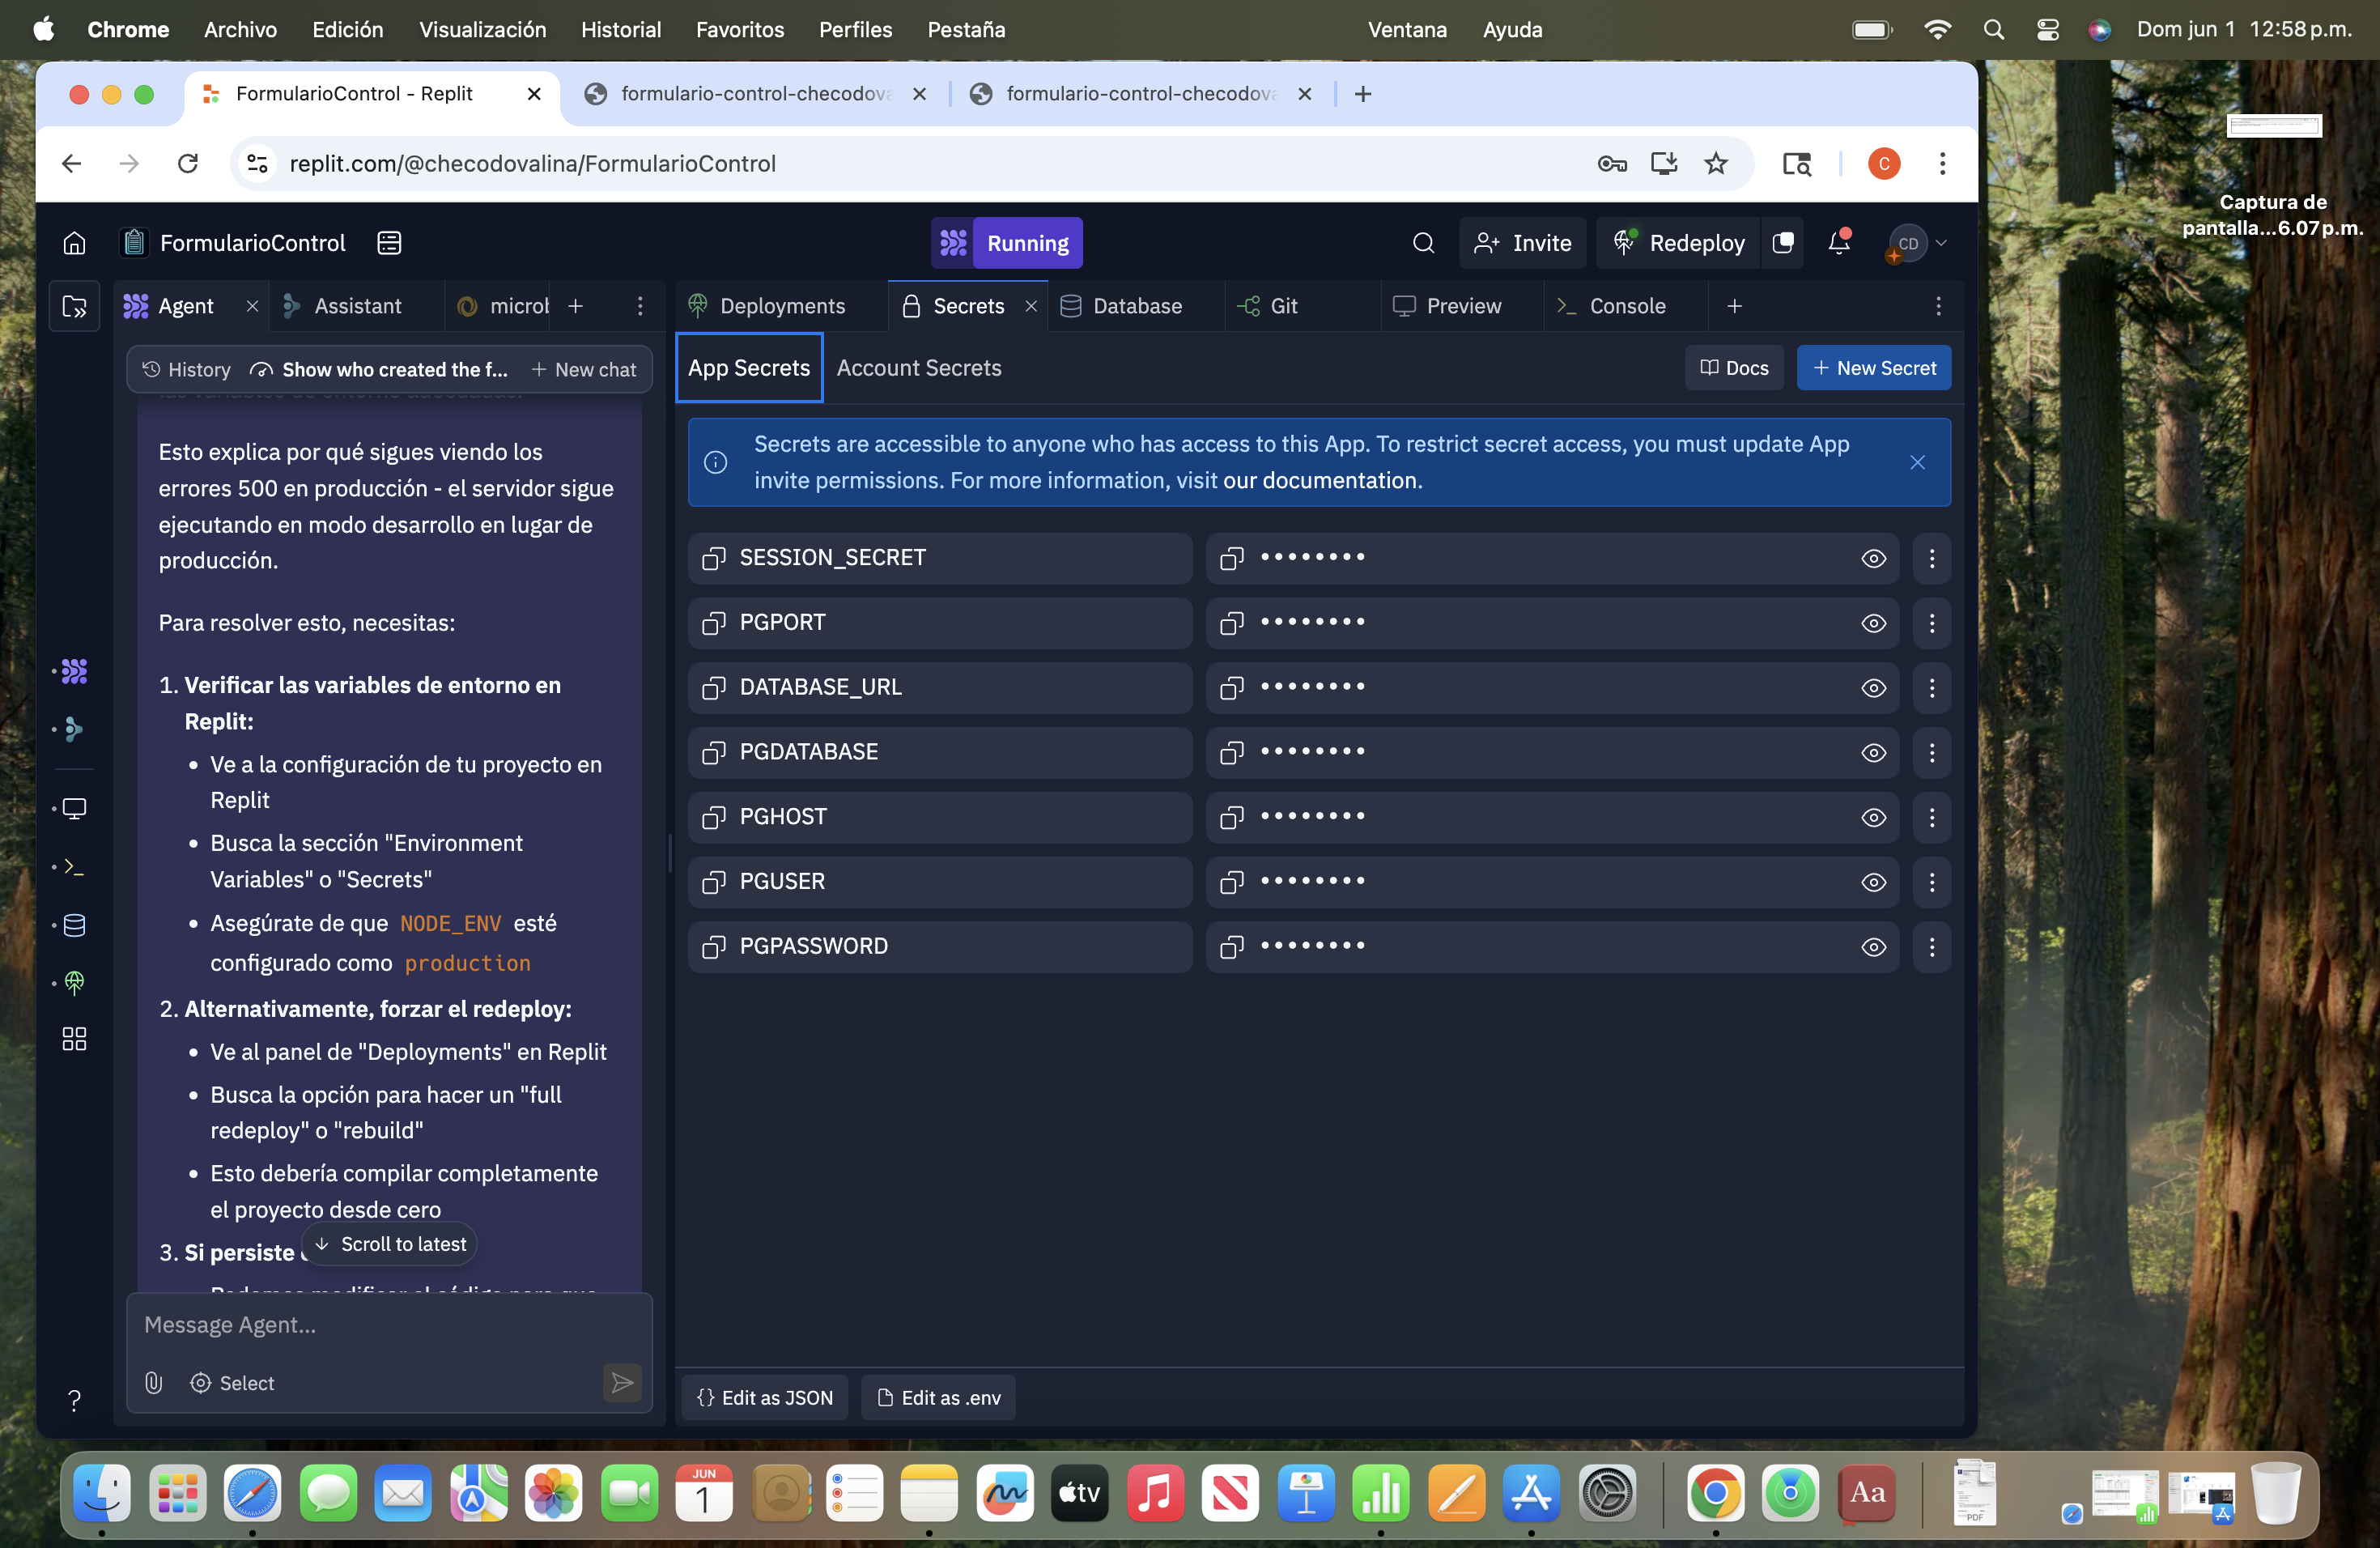 Chrome Archivo Edición Visualización Historial Favoritos Perfiles Pestaña Ventana Ayuda Dom jun 1 12:58 p.m.
FormularioControl - Replit formulario-control-checodova formulario-control-checodova
replit.com/@checodovalina/FormularioControl C
Captura de
pantalla...6.07 p.m.
FormularioControl Running Invite Redeploy CD
Agent Assistant Deployments Secrets Database Git Preview Console
History Show who created the f... New chat
App Secrets Account Secrets Docs New Secret
Esto explica por qué sigues viendo los
errores 500 en producción - el servidor sigue
ejecutando en modo desarrollo en lugar de
producción.
Para resolver esto, necesitas:
1. Verificar las variables de entorno en
Replit:
• Ve a la configuración de tu proyecto en
Replit
• Busca la sección "Environment
Variables" o "Secrets"
• Asegúrate de que NODE_ENV esté
configurado como production
2. Alternativamente, forzar el redeploy:
• Ve al panel de "Deployments" en Replit
• Busca la opción para hacer un "full
redeploy" o "rebuild"
• Esto debería compilar completamente
el proyecto desde cero
3. Si persiste
Scroll to latest
Message Agent...
Select
Secrets are accessible to anyone who has access to this App. To restrict secret access, you must update App
invite permissions. For more information, visit our documentation.
SESSION_SECRET ••••••••
PGPORT ••••••••
DATABASE_URL ••••••••
PGDATABASE ••••••••
PGHOST ••••••••
PGUSER ••••••••
PGPASSWORD ••••••••
{} Edit as JSON Edit as .env
JUN
1
tv
Aa
PDF